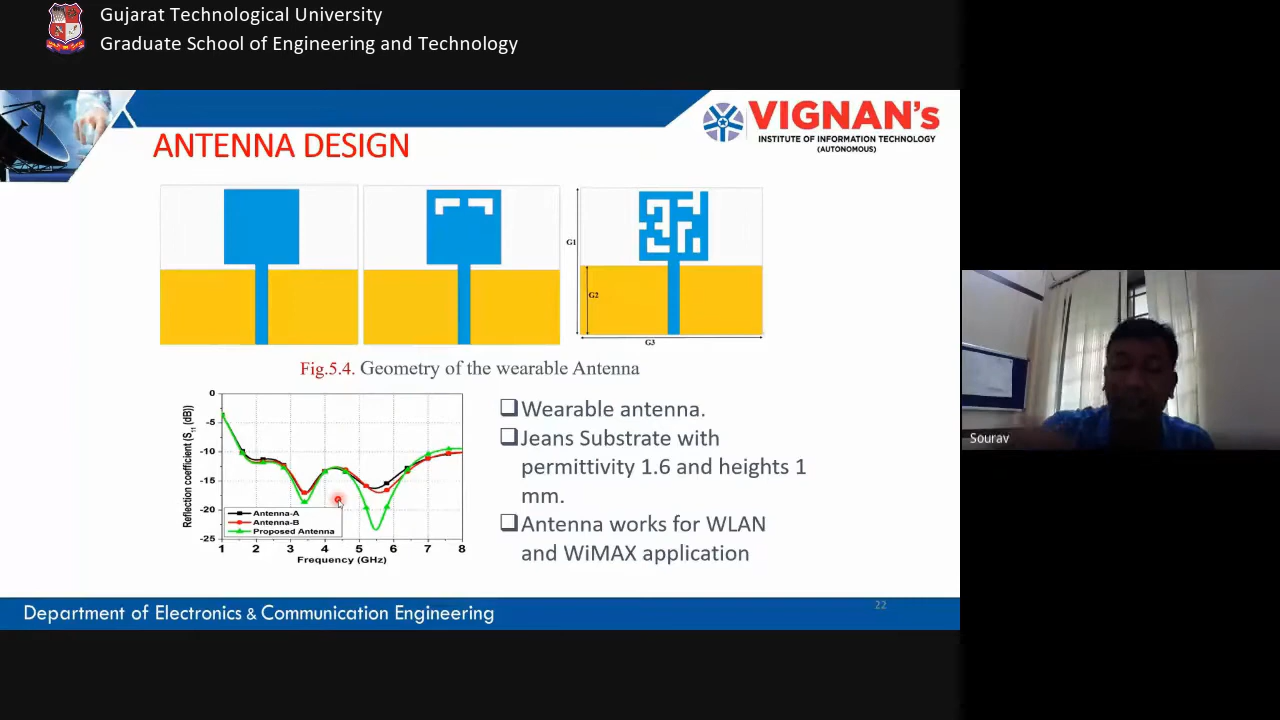 Gujarat Technological University
Graduate School of Engineering and Technology
VIGNAN's
INSTITUTE OF INFORMATION TECHNOLOGY
(AUTONOMOUS)
ANTENNA DESIGN
G1
G2
G3
Fig.5.4. Geometry of the wearable Antenna
Reflection coefficient (S11 (dB))
0
-5
-10
-15
-20
-25
Antenna-A
Antenna-B
Proposed Antenna
1 2 3 4 5 6 7 8
Frequency (GHz)
❑Wearable antenna.
❑Jeans Substrate with
permittivity 1.6 and heights 1
mm.
❑Antenna works for WLAN
and WiMAX application
Sourav
Department of Electronics & Communication Engineering
22